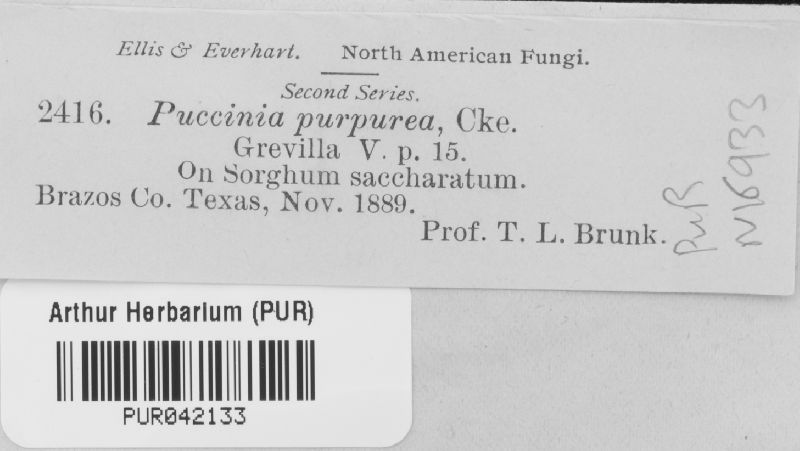 Ellis & Everhart. North American Fungi.
Second Series.
2416. Puccinia purpurea, Cke.
Grevilla V. p. 15.
On Sorghum saccharatum.
Brazos Co. Texas, Nov. 1889.
Prof. T. L. Brunk.
PUR
N16933
Arthur Herbarium (PUR)
PUR042133